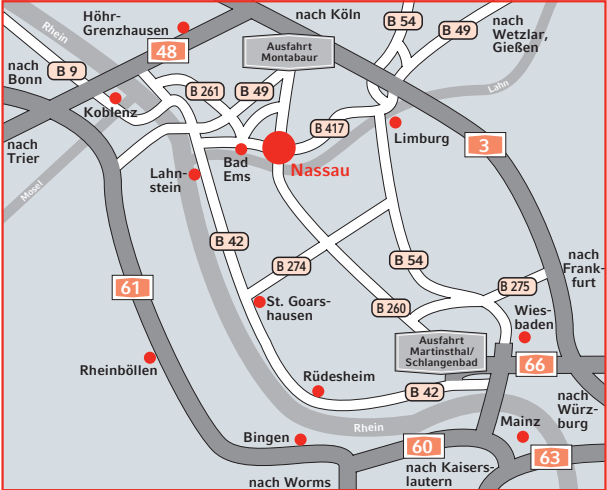 nach Köln
B 54
nach
Wetzlar,
Gießen
Höhr-
Grenzhausen
Rhein
48
B 49
Ausfahrt
Montabaur
nach
Bonn
B 9
B 261
B 49
Lahn
Koblenz
B 417
Limburg
3
nach
Trier
Bad
Ems
Nassau
Lahn-
stein
Mosel
B 42
B 274
B 54
nach
Frank-
furt
61
B 275
St. Goars-
hausen
B 260
Wies-
baden
Ausfahrt
Martinsthal/
Schlangenbad
Rheinböllen
66
Rüdesheim
B 42
nach
Würz-
burg
Rhein
Mainz
Bingen
60
63
nach Kaisers-
lautern
nach Worms